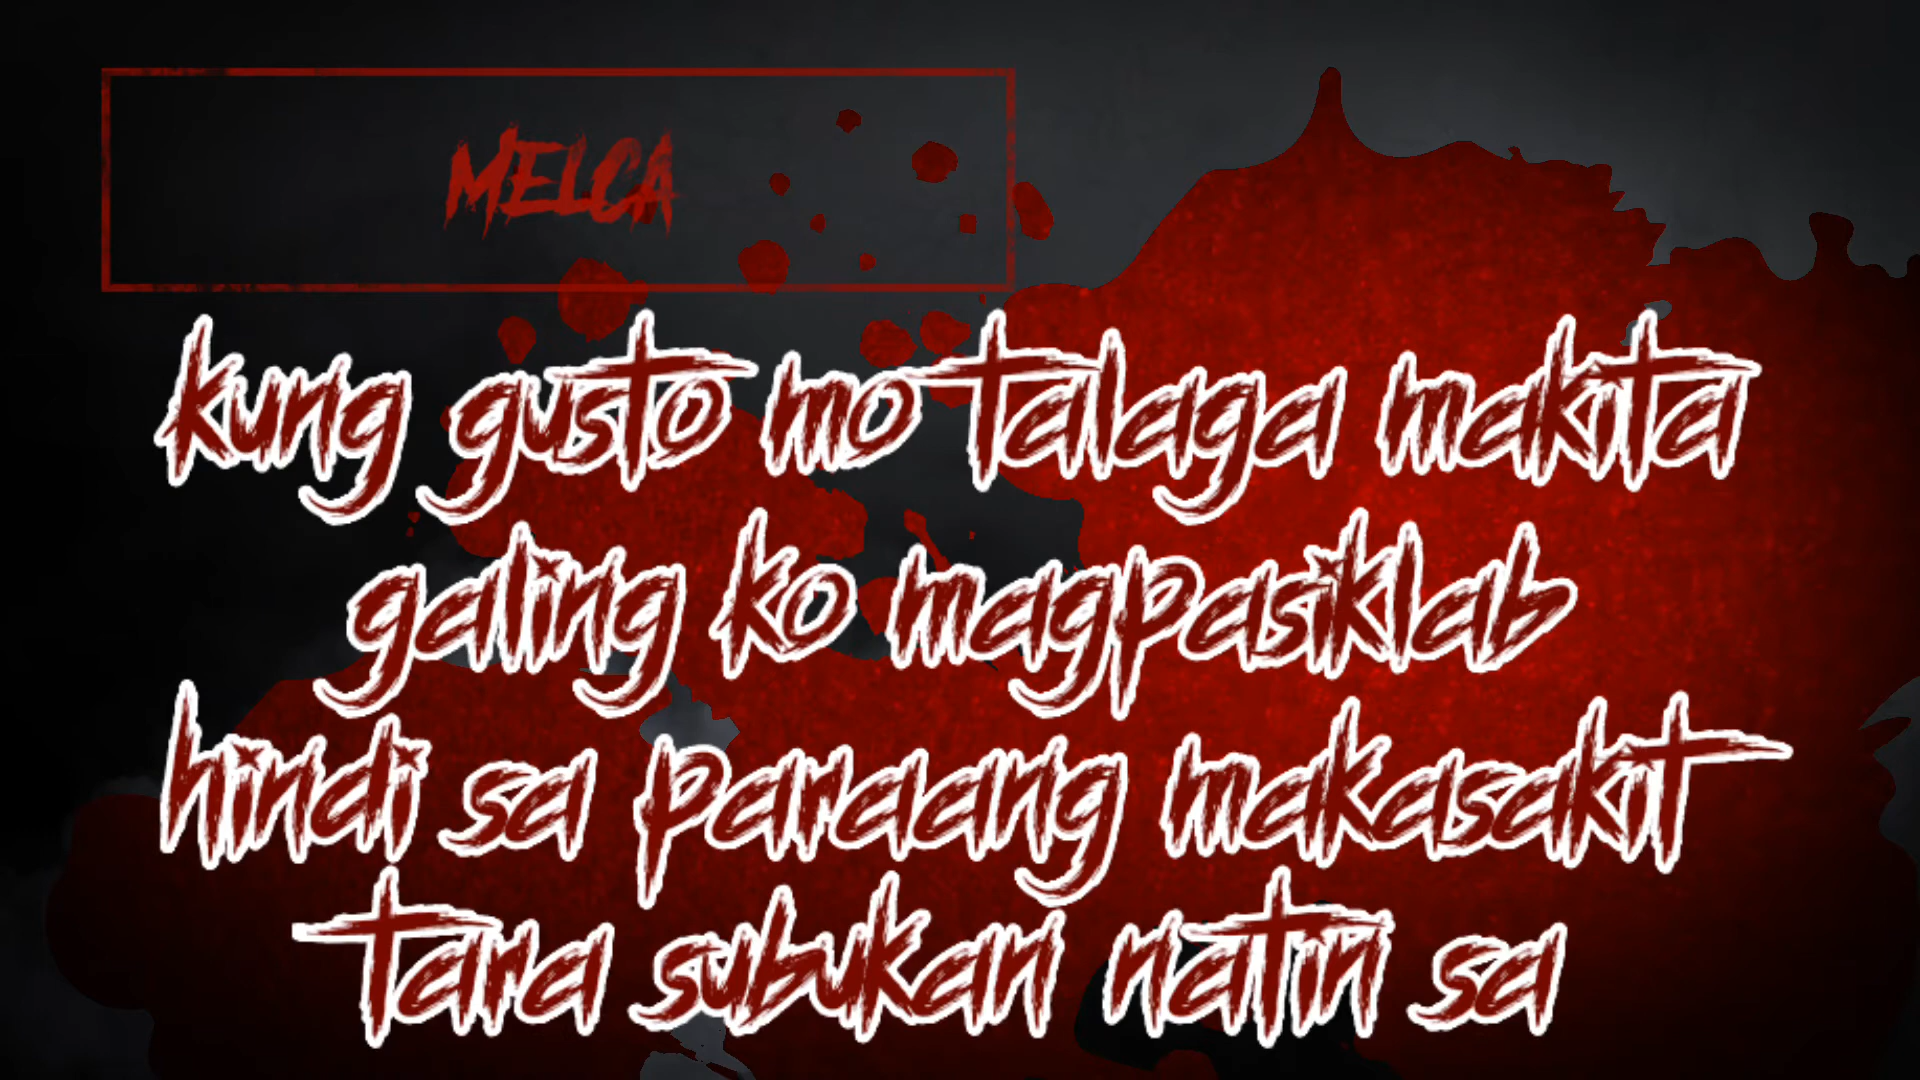 MELCA
kung gusto mo talaga makita
galing ko magpasiklab
hindi sa paraang makasakit
tara subukan natin sa